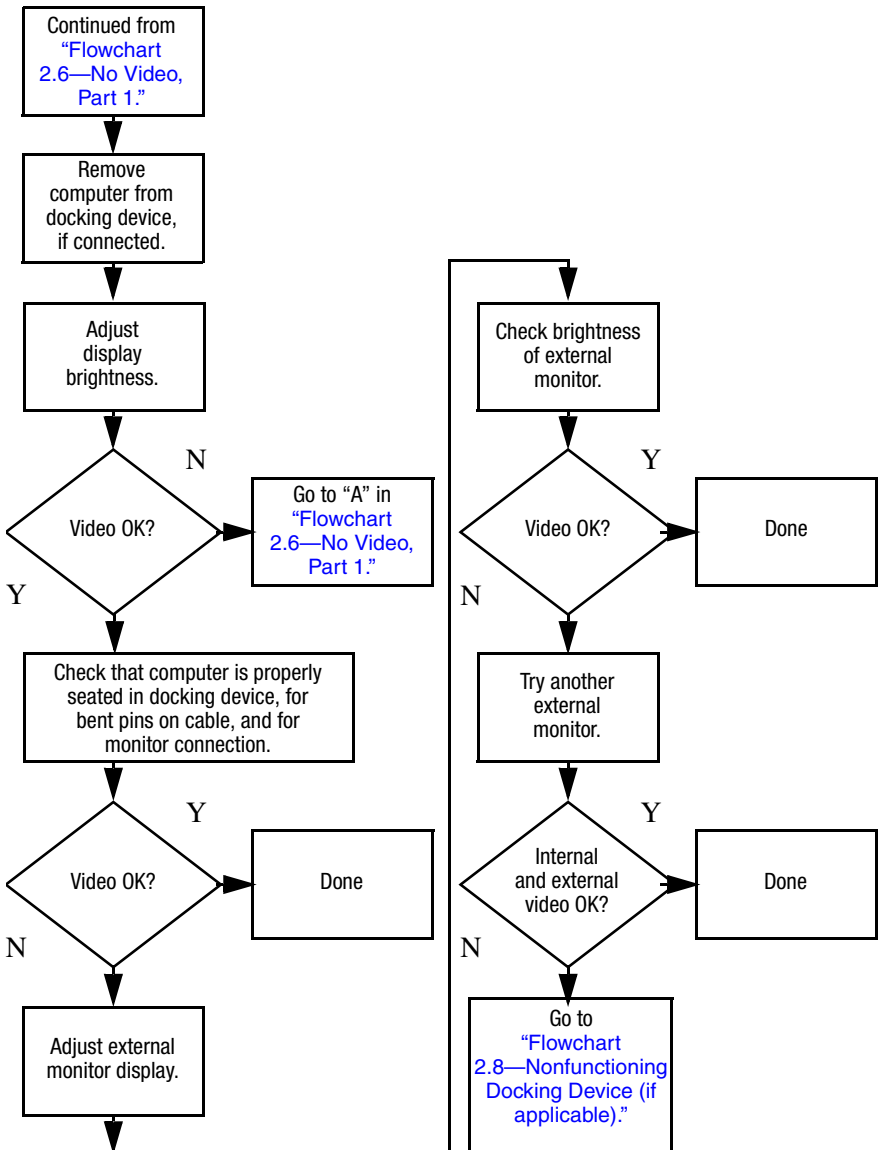 Continued from
“Flowchart
2.6—No Video,
Part 1.”
Remove
computer from
docking device,
if connected.
Adjust
display
brightness.
Video OK?
N
Go to “A” in
“Flowchart
2.6—No Video,
Part 1.”
Y
Check that computer is properly
seated in docking device, for
bent pins on cable, and for
monitor connection.
Video OK?
Y
Done
N
Adjust external
monitor display.
Check brightness
of external
monitor.
Video OK?
Y
Done
N
Try another
external
monitor.
Internal
and external
video OK?
Y
Done
N
Go to
“Flowchart
2.8—Nonfunctioning
Docking Device (if
applicable).”